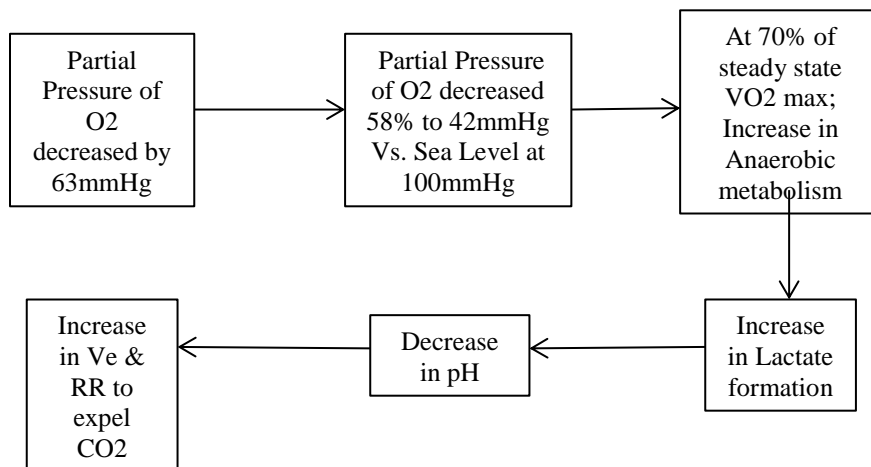 Partial
Pressure of
O2
decreased by
63mmHg
Partial Pressure
of O2 decreased
58% to 42mmHg
Vs. Sea Level at
100mmHg
At 70% of
steady state
VO2 max;
Increase in
Anaerobic
metabolism
Increase
in Lactate
formation
Decrease
in pH
Increase
in Ve &
RR to
expel
CO2